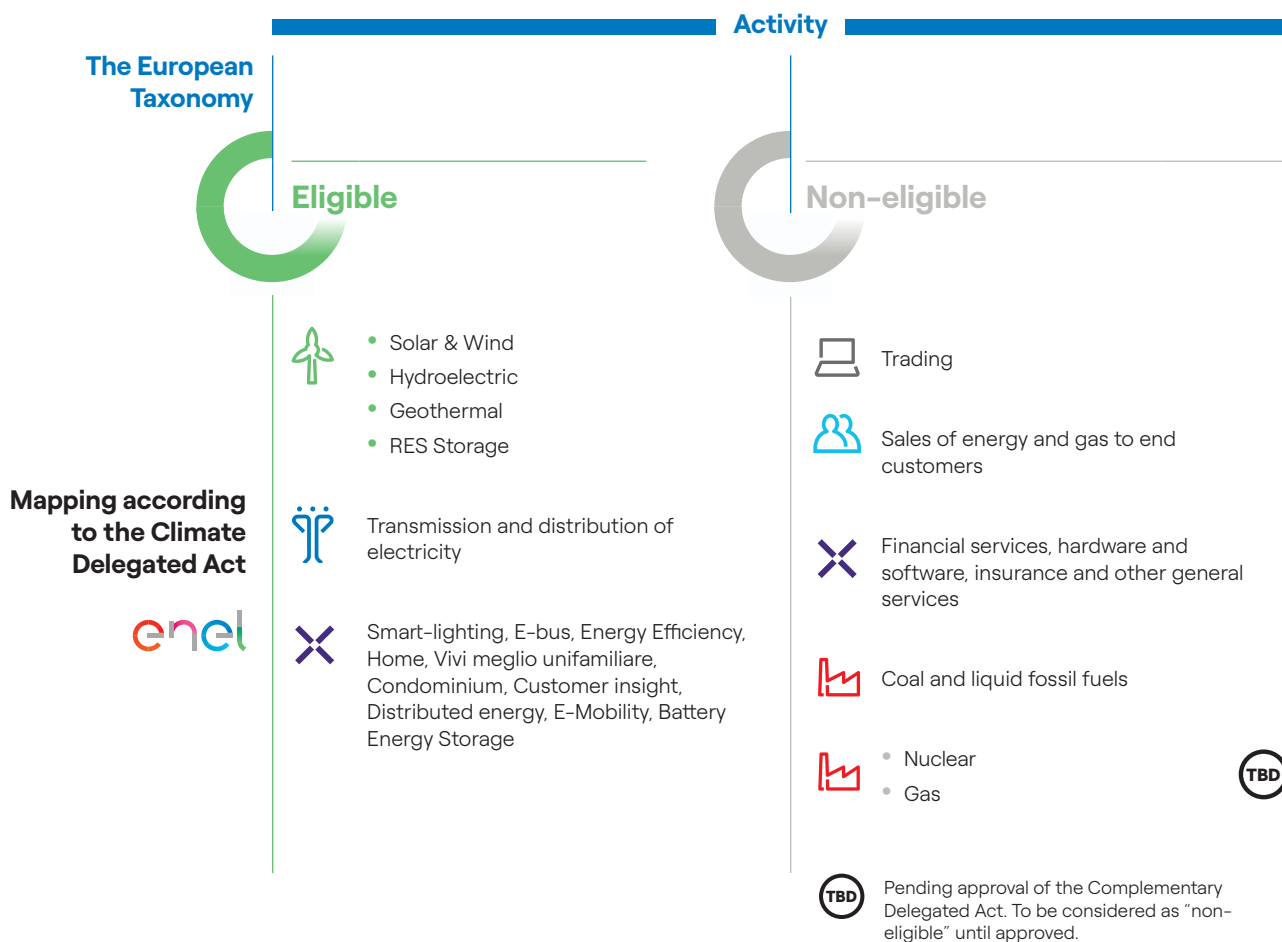 Activity
The European
Taxonomy
Eligible
Non-eligible
Mapping according
to the Climate
Delegated Act
enel
• Solar & Wind
• Hydroelectric
• Geothermal
• RES Storage
Transmission and distribution of
electricity
Smart-lighting, E-bus, Energy Efficiency,
Home, Vivi meglio unifamiliare,
Condominium, Customer insight,
Distributed energy, E-Mobility, Battery
Energy Storage
Trading
Sales of energy and gas to end
customers
Financial services, hardware and
software, insurance and other general
services
Coal and liquid fossil fuels
• Nuclear
• Gas
TBD
TBD
Pending approval of the Complementary
Delegated Act. To be considered as “non-
eligible” until approved.